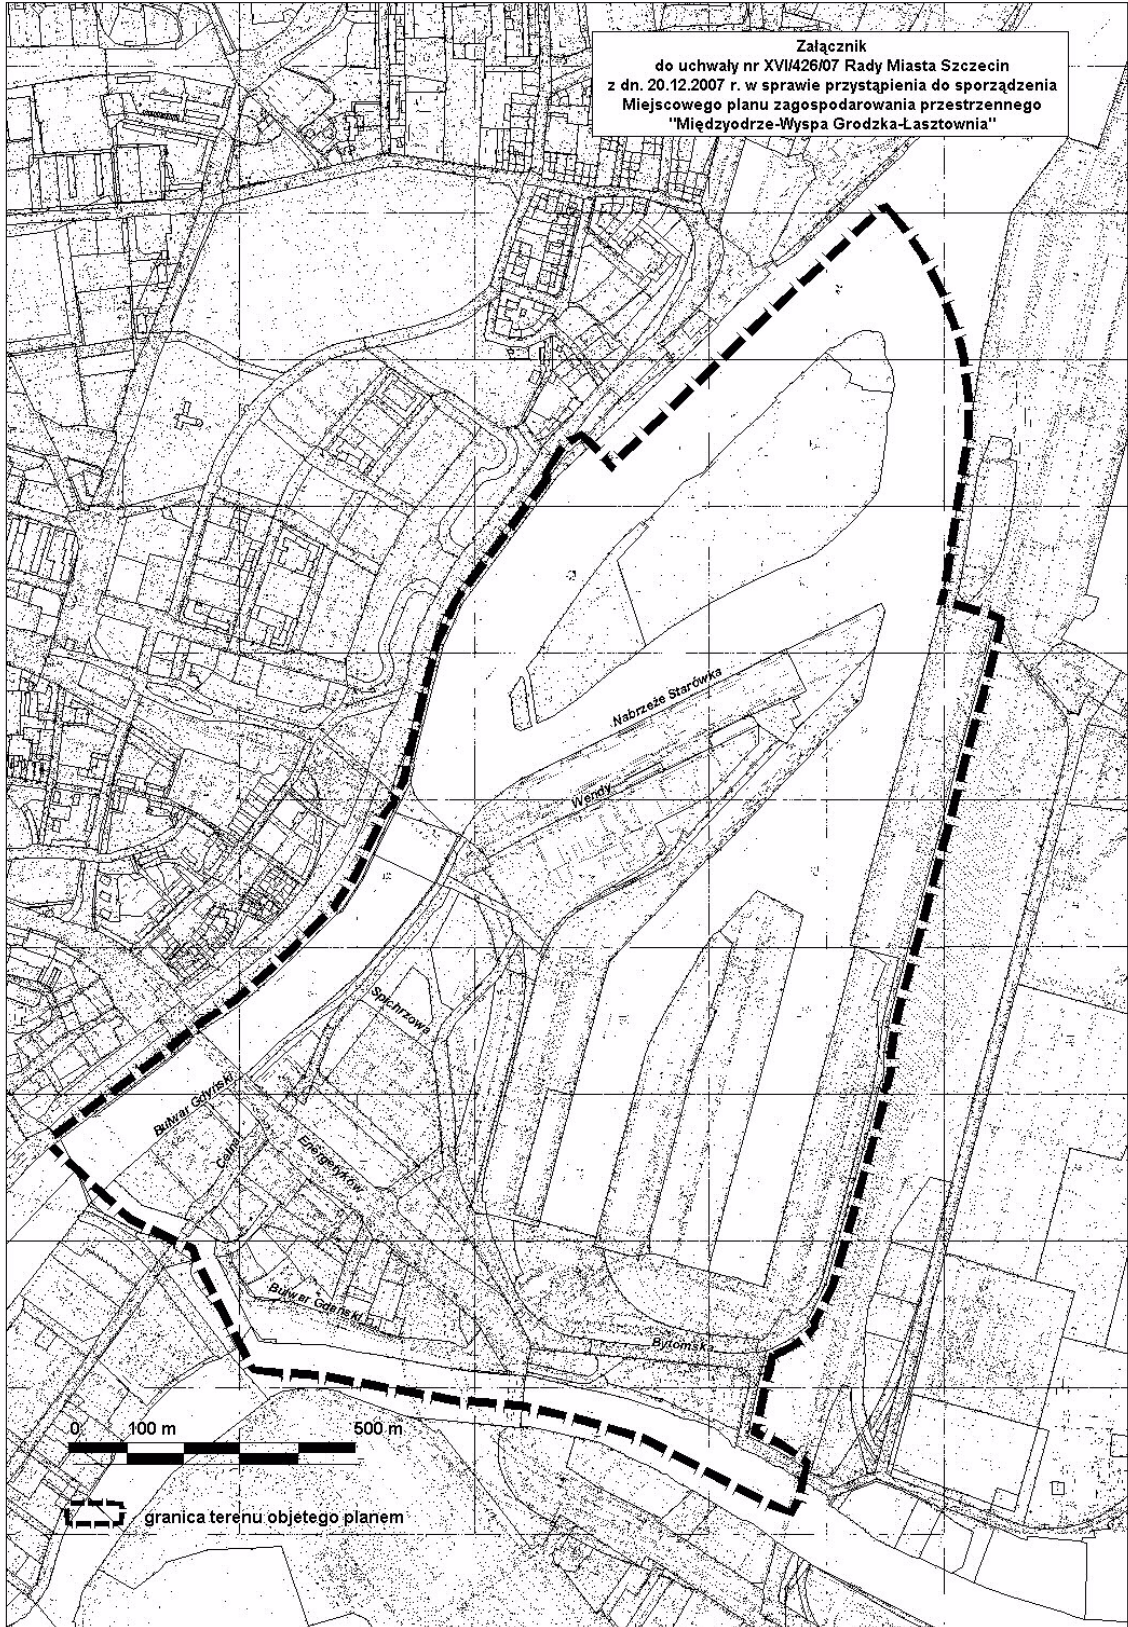 Załącznik
do uchwały nr XVI/426/07 Rady Miasta Szczecin
z dn. 20.12.2007 r. w sprawie przystąpienia do sporządzenia
Miejscowego planu zagospodarowania przestrzennego
"Międzyodrze-Wyspa Grodzka-Łasztownia"
Nabrzeże Starówka
Wendy
Spichrzowa
Bulwar Gdyński
Celna
Energetyków
Bulwar Gdański
Bytomska
0 100 m 500 m
granica terenu objetego planem